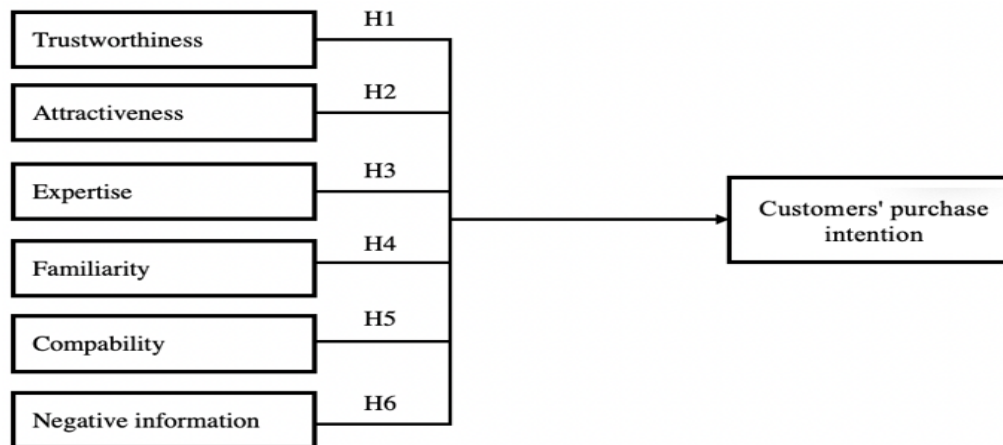 H1
Trustworthiness
H2
Attractiveness
H3
Expertise
H4
Familiarity
H5
Compability
H6
Negative information
Customers' purchase
intention